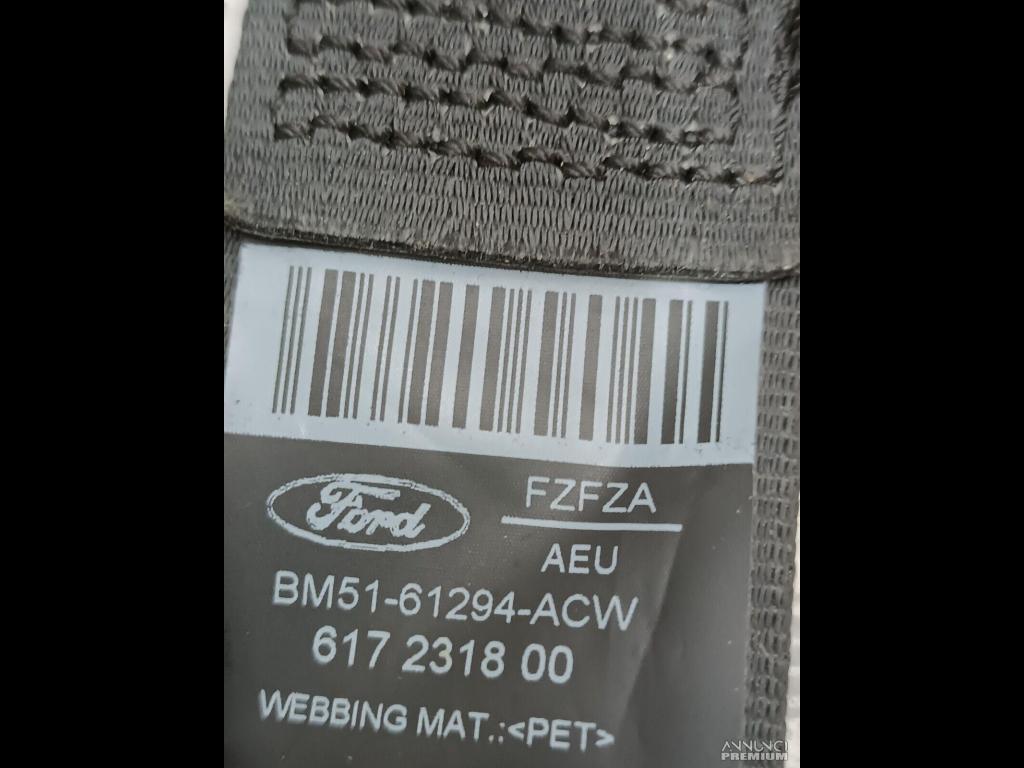 Ford
FZFZA
AEU
BM51-61294-ACW
617 2318 00
WEBBING MAT.:<PET>
ANNUNCI
PREMIUM